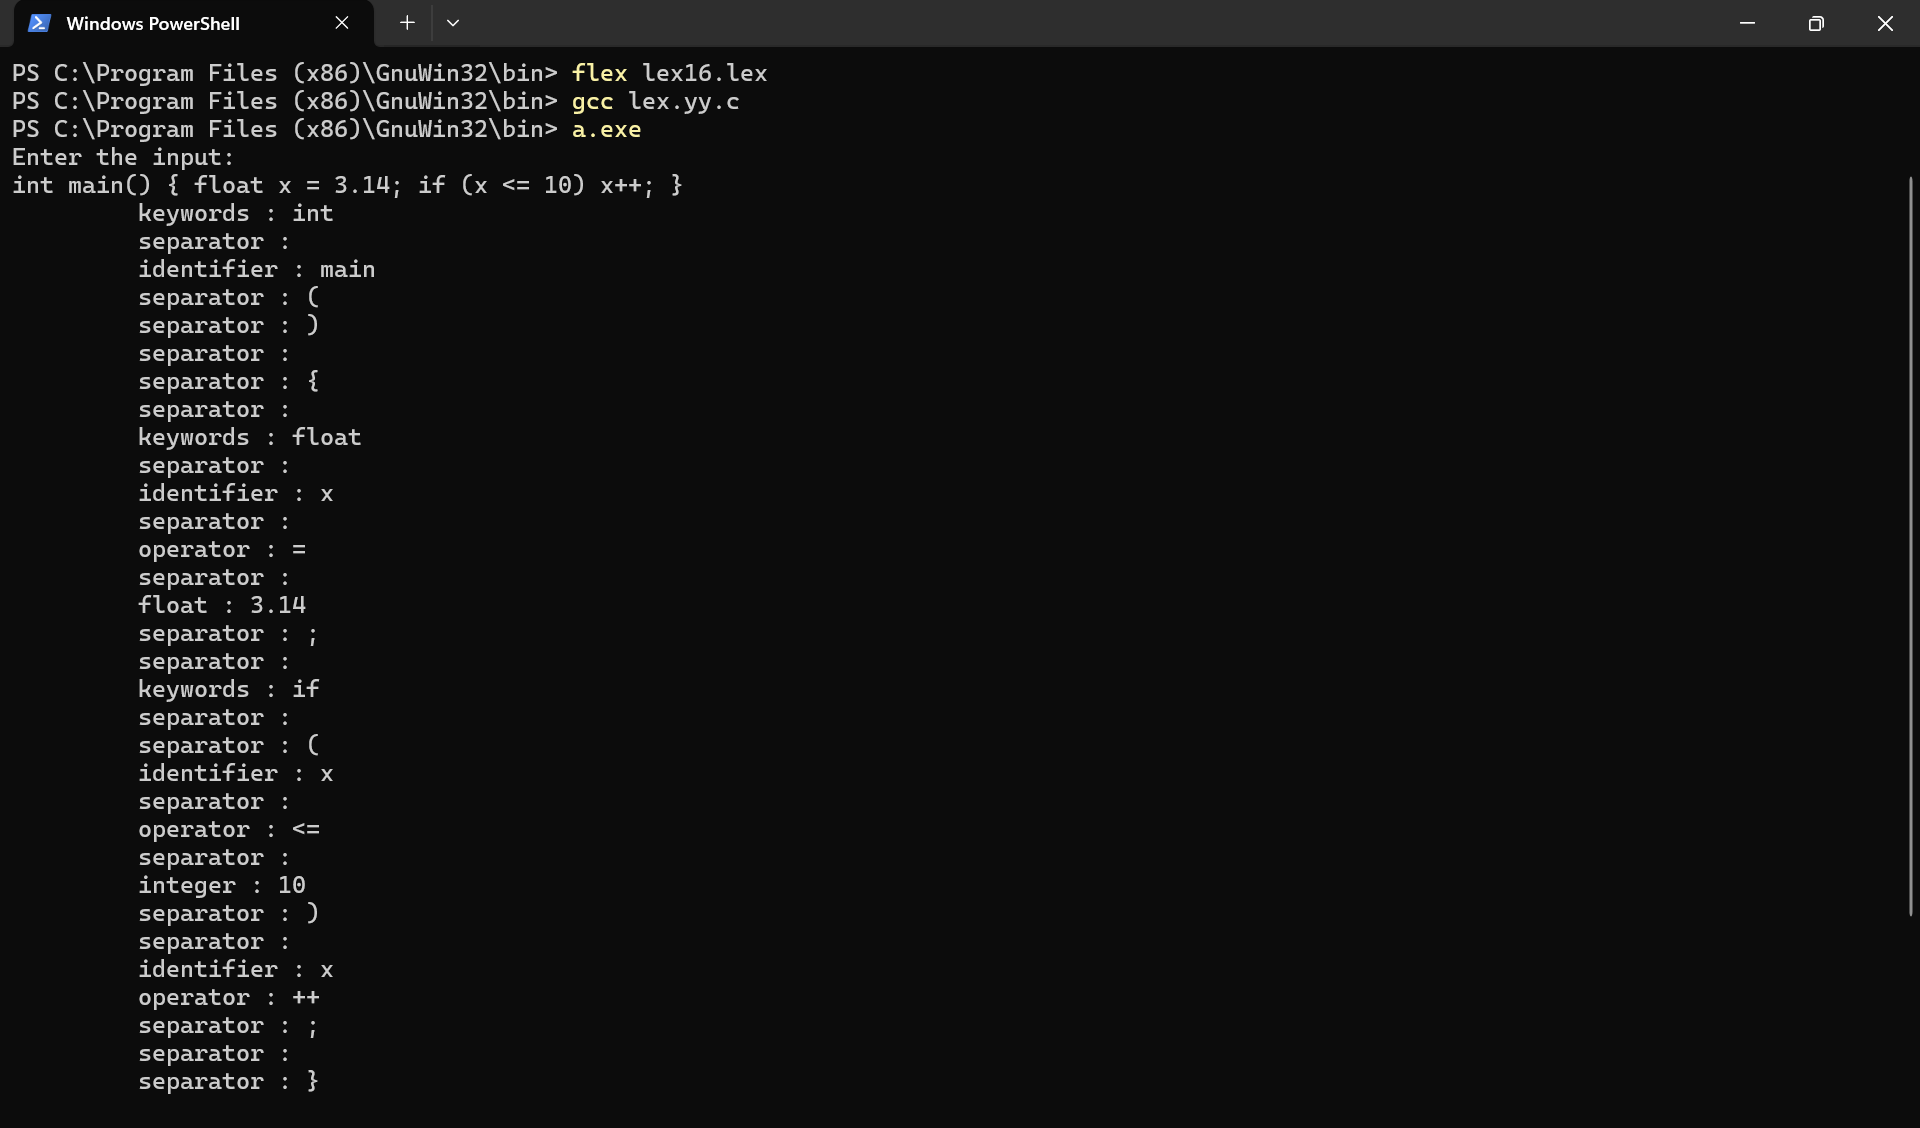 Windows PowerShell
PS C:\Program Files (x86)\GnuWin32\bin> flex lex16.lex
PS C:\Program Files (x86)\GnuWin32\bin> gcc lex.yy.c
PS C:\Program Files (x86)\GnuWin32\bin> a.exe
Enter the input:
int main() { float x = 3.14; if (x <= 10) x++; }
keywords : int
separator :
identifier : main
separator : (
separator : )
separator :
separator : {
separator :
keywords : float
separator :
identifier : x
separator :
operator : =
separator :
float : 3.14
separator : ;
separator :
keywords : if
separator :
separator : (
identifier : x
separator :
operator : <=
separator :
integer : 10
separator : )
separator :
identifier : x
operator : ++
separator : ;
separator :
separator : }